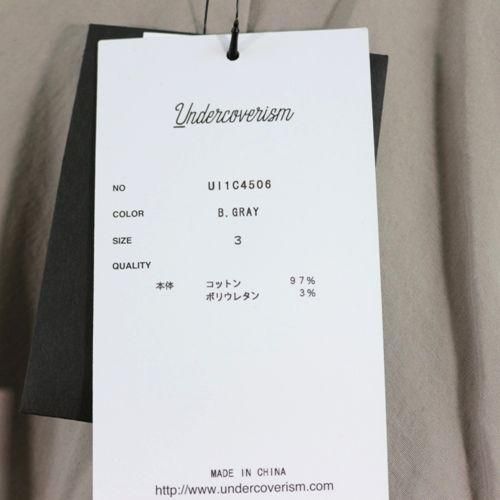 Undercoverism
NO UI1C4506
COLOR B.GRAY
SIZE 3
QUALITY
本体 コットン 97%
ポリウレタン 3%
MADE IN CHINA
http://www.undercoverism.com